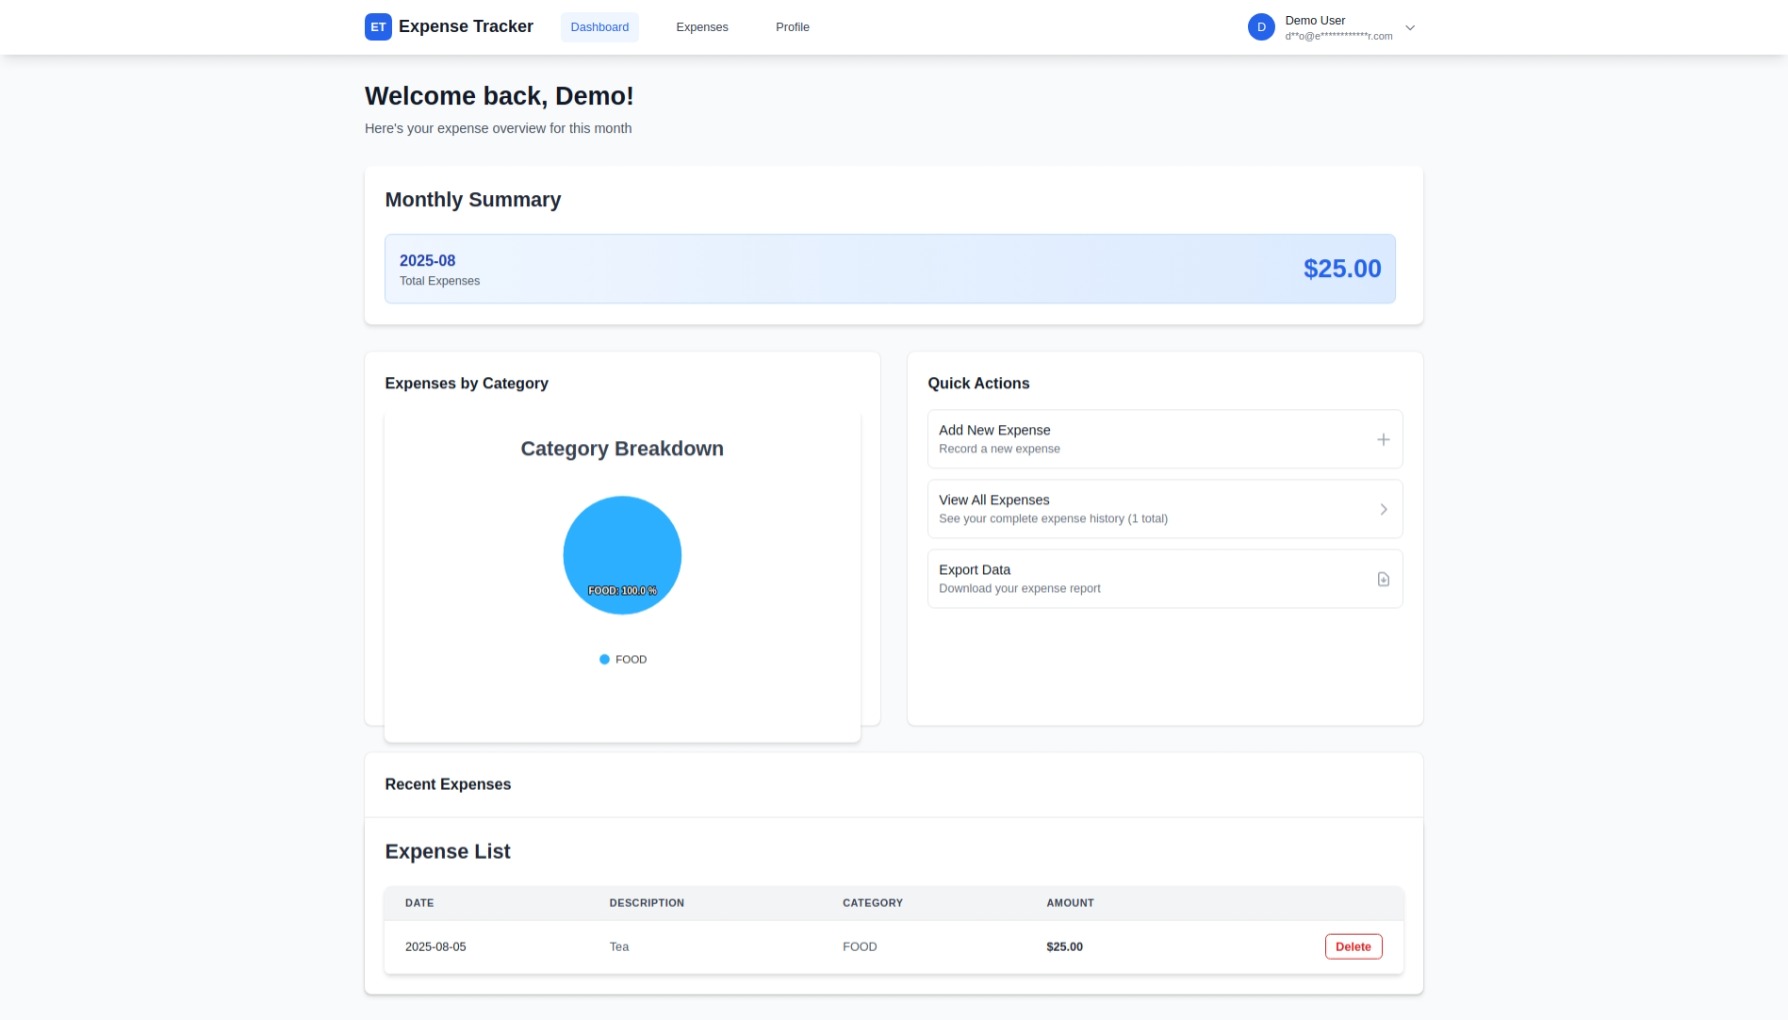 ET Expense Tracker Dashboard Expenses Profile
D Demo User
d**o@e************r.com
Welcome back, Demo!
Here's your expense overview for this month
Monthly Summary
2025-08
Total Expenses
$25.00
Expenses by Category
Category Breakdown
FOOD: 100.0 %
FOOD
Quick Actions
Add New Expense
Record a new expense
View All Expenses
See your complete expense history (1 total)
Export Data
Download your expense report
Recent Expenses
Expense List
DATE DESCRIPTION CATEGORY AMOUNT
2025-08-05 Tea FOOD $25.00 Delete